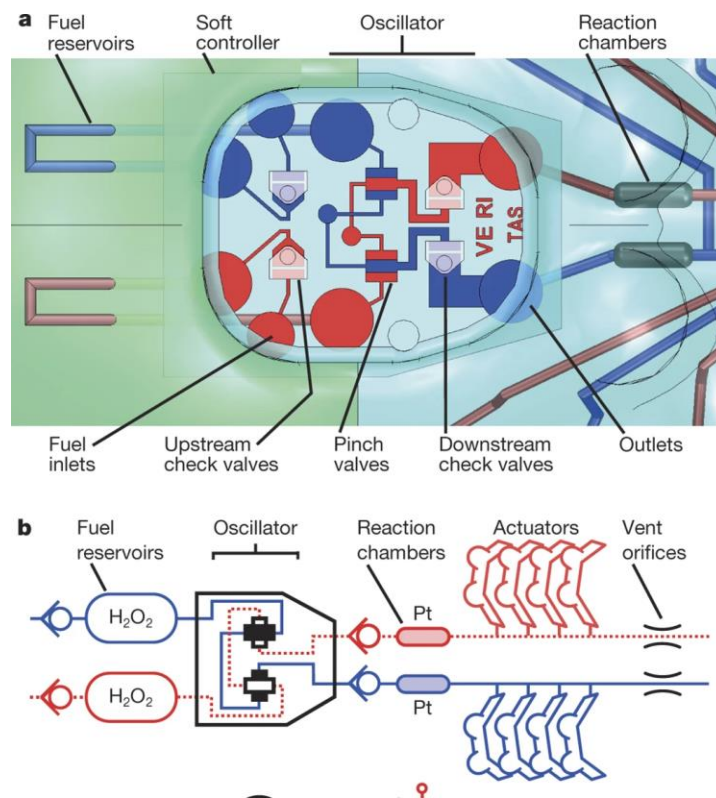 a
Fuel
reservoirs
Soft
controller
Oscillator
Reaction
chambers
VE RI
TAS
Fuel
inlets
Upstream
check valves
Pinch
valves
Downstream
check valves
Outlets
b
Fuel
reservoirs
Oscillator
Reaction
chambers
Actuators
Vent
orifices
Pt
H₂O₂
H₂O₂
Pt